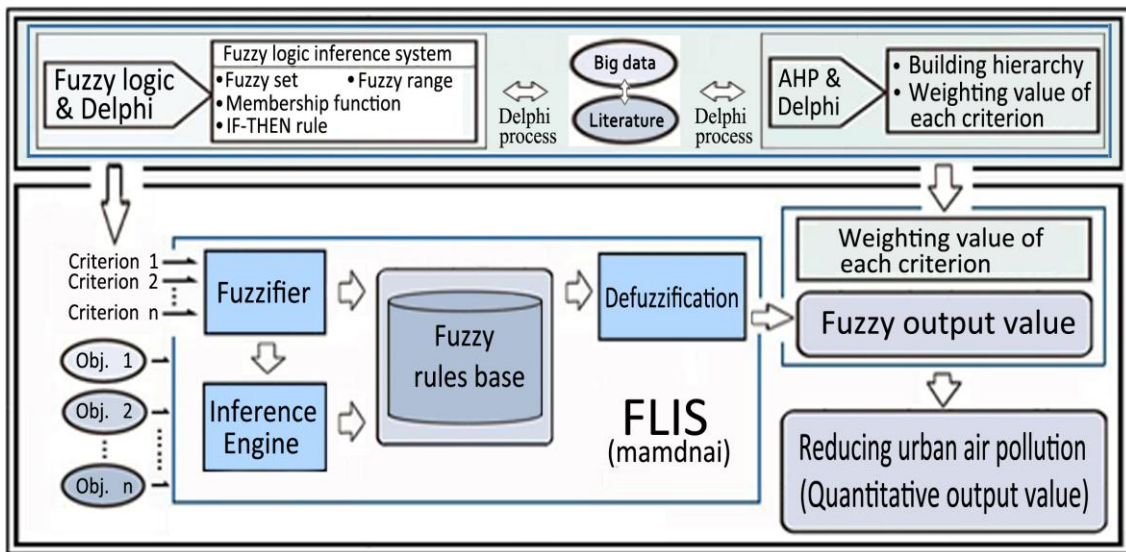 Fuzzy logic
& Delphi
Fuzzy logic inference system
•Fuzzy set •Fuzzy range
•Membership function
•IF-THEN rule
Delphi
process
Big data
Literature
Delphi
process
AHP &
Delphi
• Building hierarchy
• Weighting value of
each criterion
Criterion 1
Criterion 2
Criterion n
Obj. 1
Obj. 2
Obj. n
Fuzzifier
Inference
Engine
Fuzzy
rules base
Defuzzification
FLIS
(mamdnai)
Weighting value of
each criterion
Fuzzy output value
Reducing urban air pollution
(Quantitative output value)